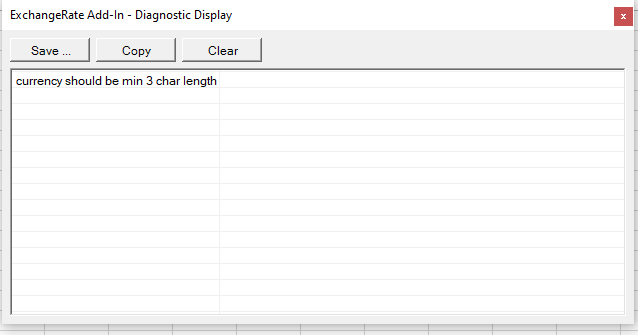 ExchangeRate Add-In - Diagnostic Display
x
Save ...
Copy
Clear
currency should be min 3 char length